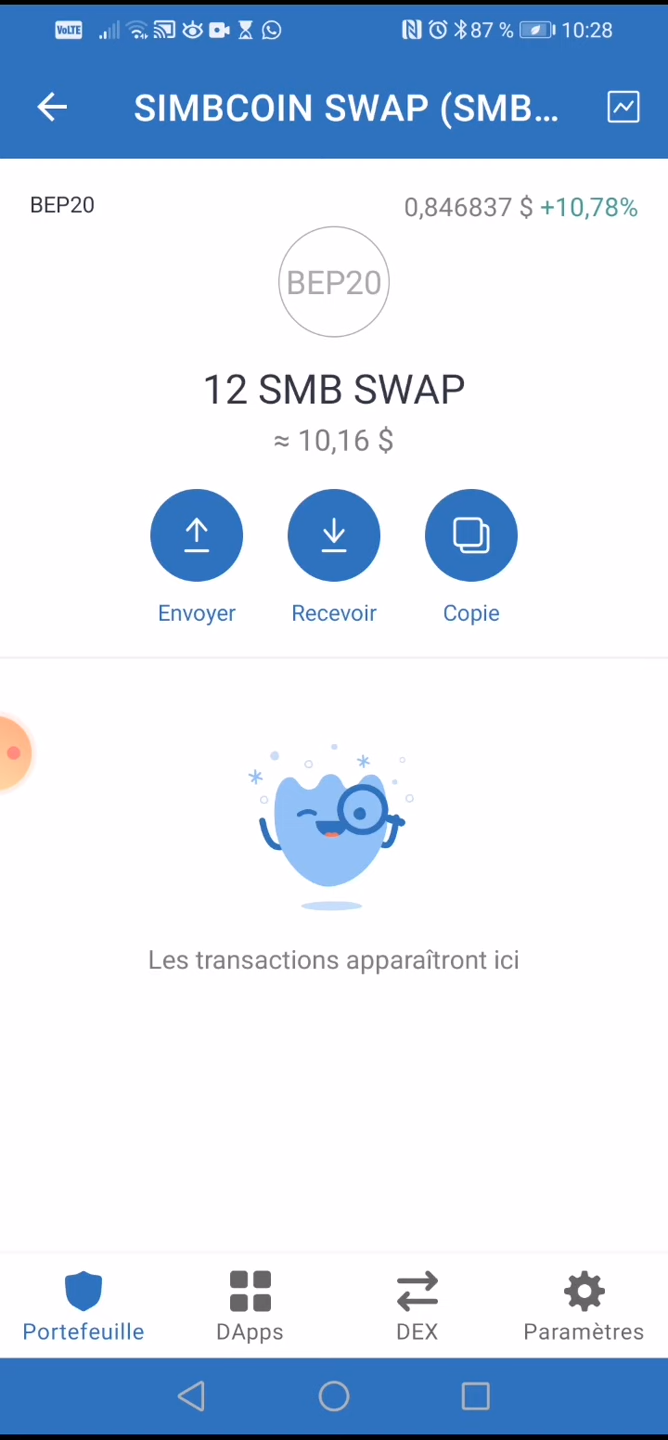 VoLTE 87 % 10:28
SIMBCOIN SWAP (SMB...
BEP20 0,846837 $ +10,78%
BEP20
12 SMB SWAP
≈ 10,16 $
Envoyer Recevoir Copie
Les transactions apparaîtront ici
Portefeuille DApps DEX Paramètres